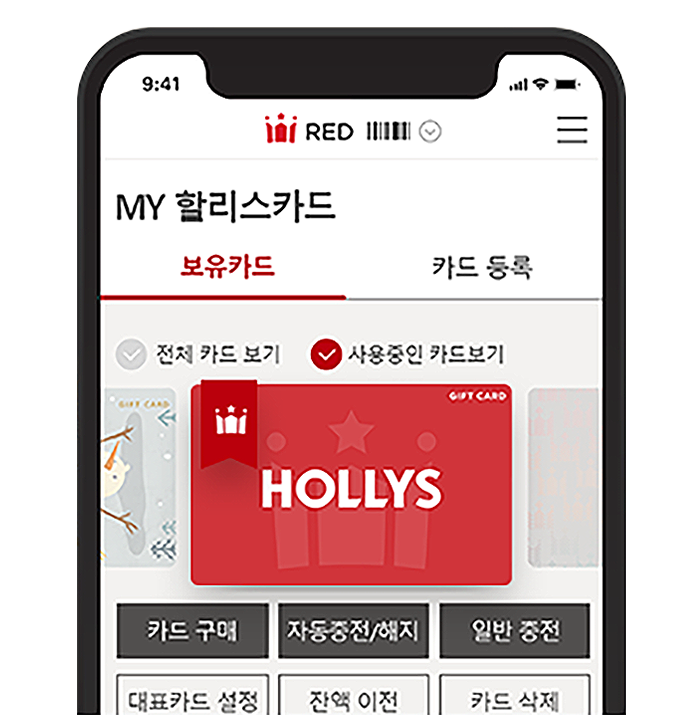 9:41
RED
MY 할리스카드
보유카드 카드 등록
전체 카드 보기 사용중인 카드보기
GIFT CARD GIFT CARD
HOLLYS
카드 구매 자동충전/해지 일반 충전
대표카드 설정 잔액 이전 카드 삭제